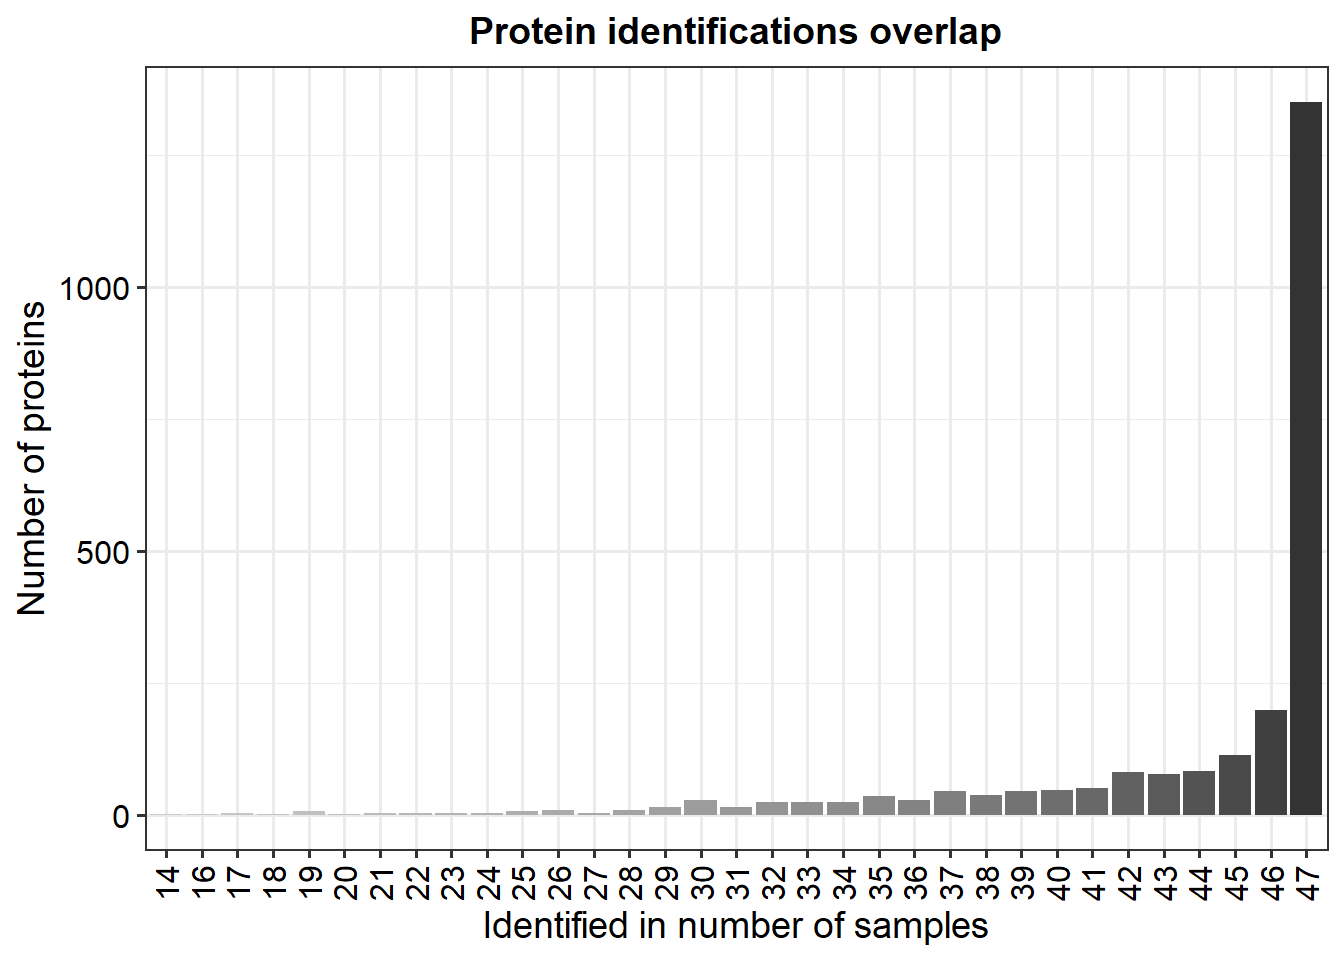 Protein identifications overlap
Number of proteins
1000
500
0
14 16 17 18 19 20 21 22 23 24 25 26 27 28 29 30 31 32 33 34 35 36 37 38 39 40 41 42 43 44 45 46 47
Identified in number of samples